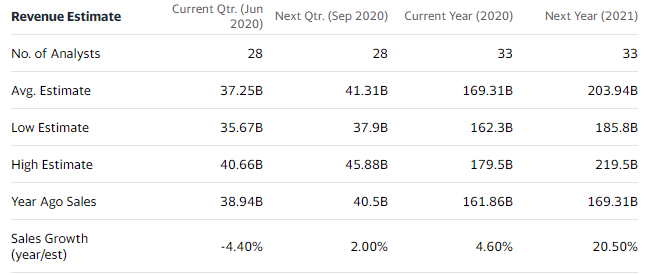 Revenue Estimate Current Qtr. (Jun 2020) Next Qtr. (Sep 2020) Current Year (2020) Next Year (2021)
No. of Analysts 28 28 33 33
Avg. Estimate 37.25B 41.31B 169.31B 203.94B
Low Estimate 35.67B 37.9B 162.3B 185.8B
High Estimate 40.66B 45.88B 179.5B 219.5B
Year Ago Sales 38.94B 40.5B 161.86B 169.31B
Sales Growth (year/est) -4.40% 2.00% 4.60% 20.50%